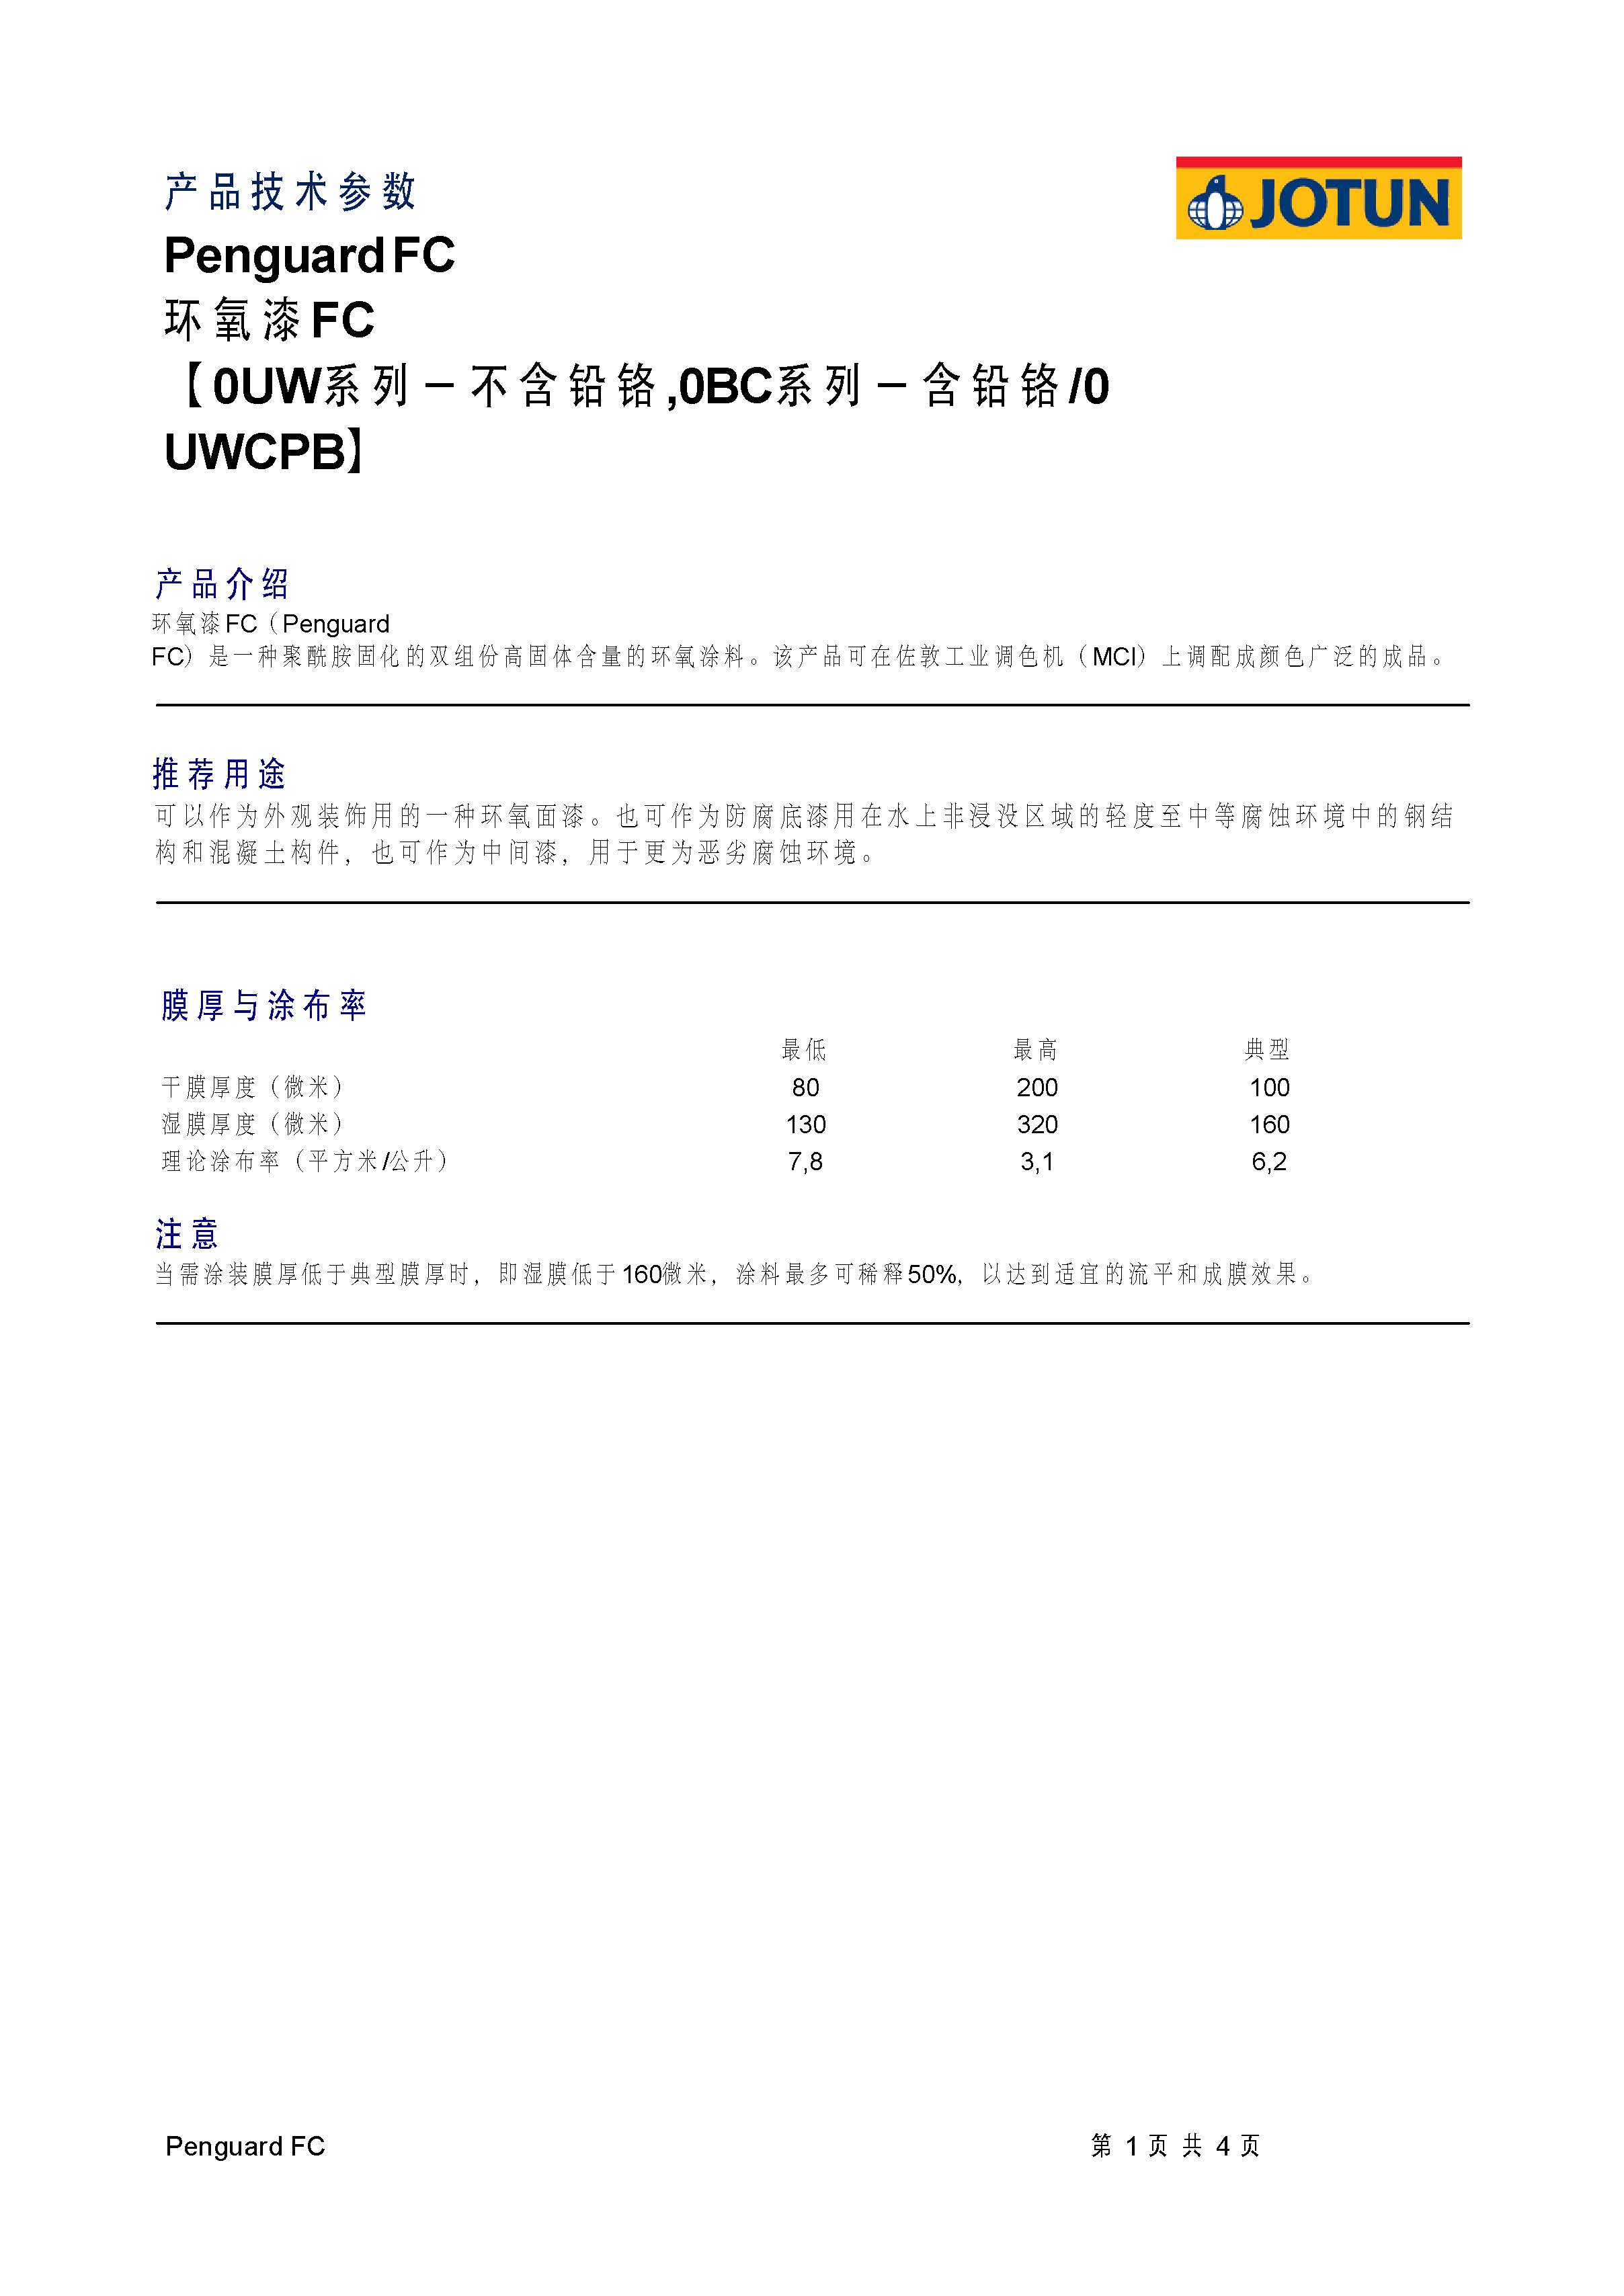 产品技术参数
JOTUN
Penguard FC
环氧漆FC
【0UW系列－不含铅铬,0BC系列－含铅铬/0
UWCPB】
产品介绍
环氧漆FC（Penguard
FC）是一种聚酰胺固化的双组份高固体含量的环氧涂料。该产品可在佐敦工业调色机（MCI）上调配成颜色广泛的成品。
推荐用途
可以作为外观装饰用的一种环氧面漆。也可作为防腐底漆用在水上非浸没区域的轻度至中等腐蚀环境中的钢结
构和混凝土构件，也可作为中间漆，用于更为恶劣腐蚀环境。
膜厚与涂布率
最低 最高 典型
干膜厚度（微米） 80 200 100
湿膜厚度（微米） 130 320 160
理论涂布率（平方米/公升） 7,8 3,1 6,2
注意
当需涂装膜厚低于典型膜厚时，即湿膜低于160微米，涂料最多可稀释50%，以达到适宜的流平和成膜效果。
Penguard FC 第 1 页 共 4 页